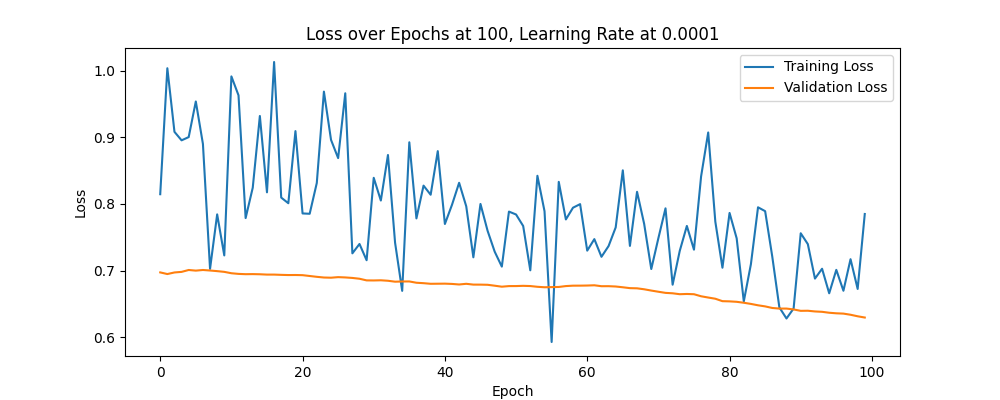 Loss over Epochs at 100, Learning Rate at 0.0001
Training Loss
Validation Loss
1.0
0.9
0.8
0.7
0.6
Loss
0
20
40
60
80
100
Epoch